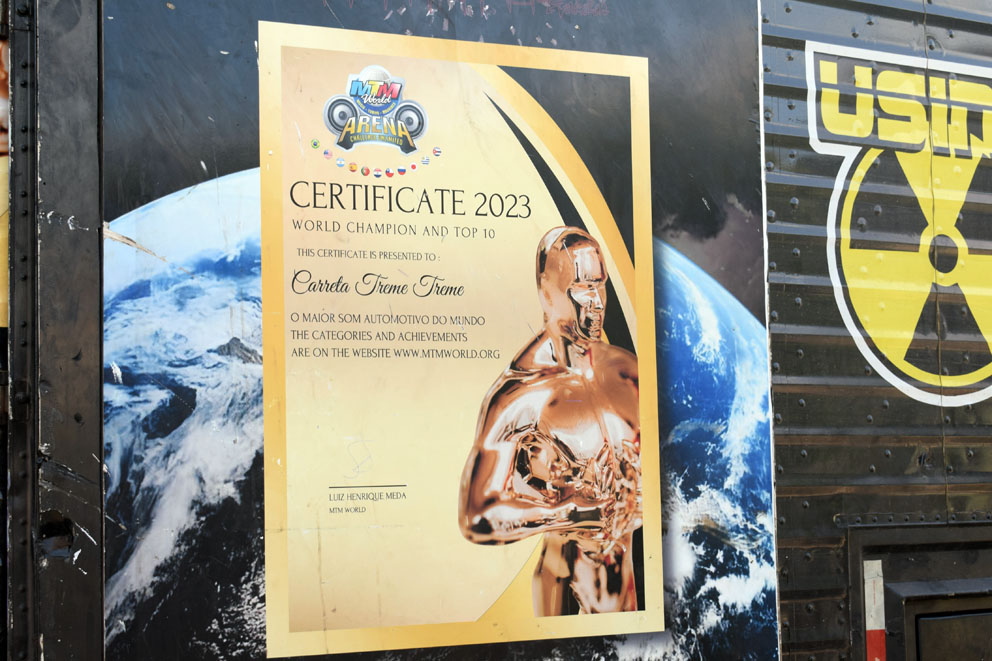 MTM
World
ARENA
CHALLENGE UNLIMITED
CERTIFICATE 2023
WORLD CHAMPION AND TOP 10
THIS CERTIFICATE IS PRESENTED TO :
Carreta Treme Treme
O MAIOR SOM AUTOMOTIVO DO MUNDO
THE CATEGORIES AND ACHIEVEMENTS
ARE ON THE WEBSITE WWW.MTMWORLD.ORG
LUIZ HENRIQUE MEDA
MTM WORLD
USIN